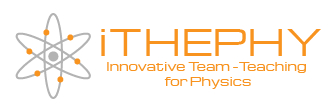 iTHEPHY
Innovative Team-Teaching
for Physics